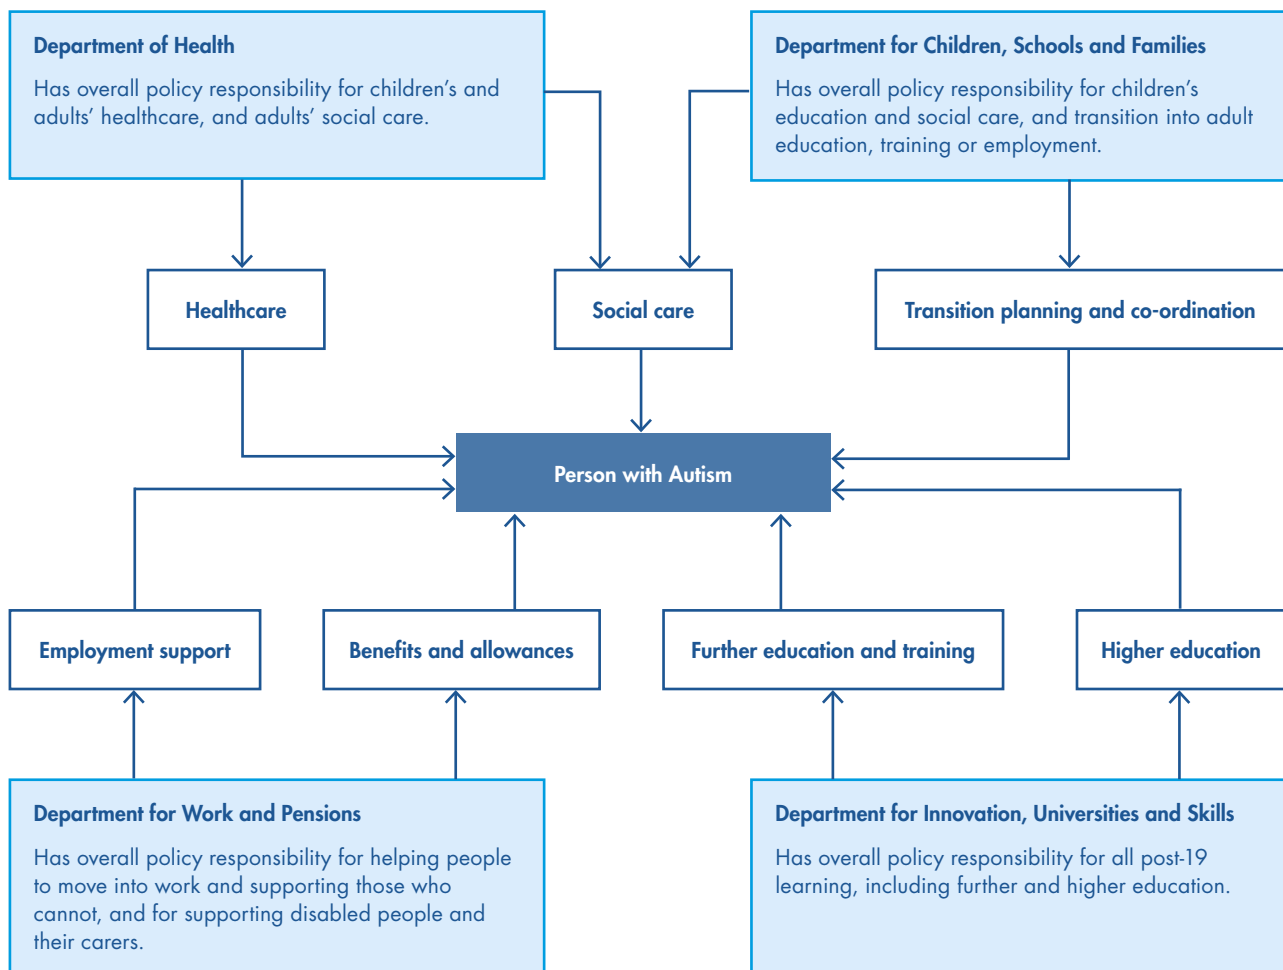 Department of Health
Has overall policy responsibility for children's and
adults' healthcare, and adults' social care.
Department for Children, Schools and Families
Has overall policy responsibility for children's
education and social care, and transition into adult
education, training or employment.
Healthcare
Social care
Transition planning and co-ordination
Person with Autism
Employment support
Benefits and allowances
Further education and training
Higher education
Department for Work and Pensions
Has overall policy responsibility for helping people
to move into work and supporting those who
cannot, and for supporting disabled people and
their carers.
Department for Innovation, Universities and Skills
Has overall policy responsibility for all post-19
learning, including further and higher education.